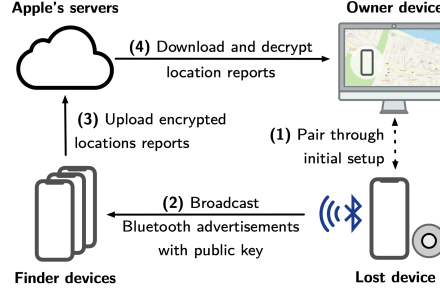 Apple's servers
Owner device
(4) Download and decrypt
location reports
(3) Upload encrypted
locations reports
(1) Pair through
initial setup
(2) Broadcast
Bluetooth advertisements
with public key
Finder devices
Lost device